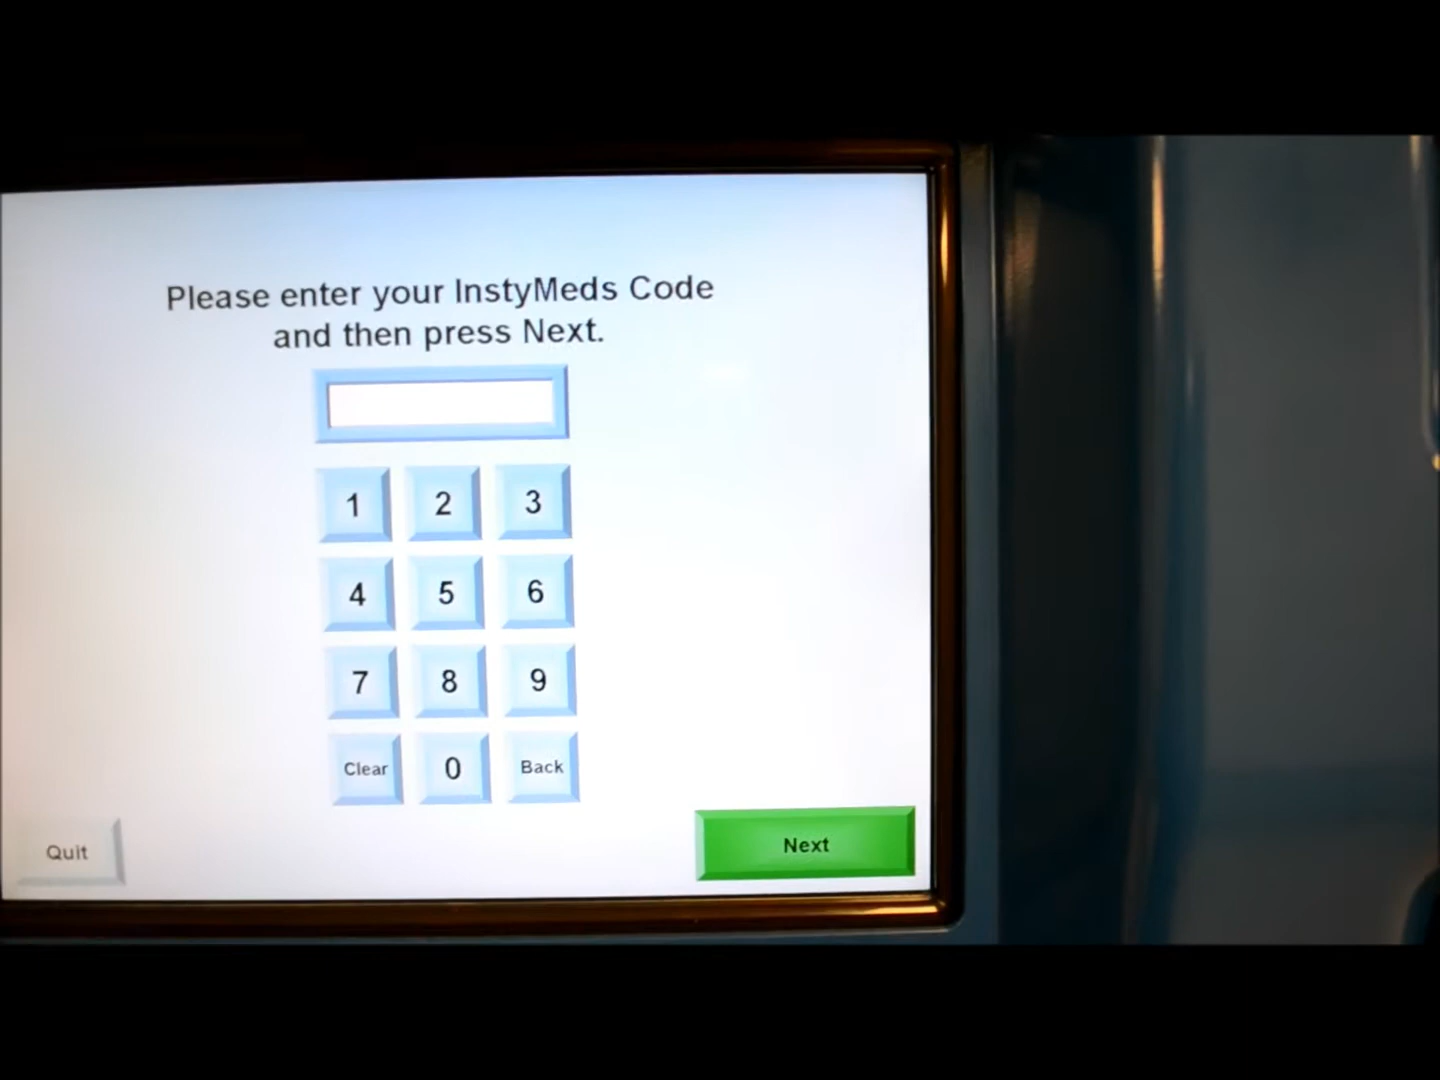 Please enter your InstyMeds Code
and then press Next.
1 2 3
4 5 6
7 8 9
Clear 0 Back
Quit
Next